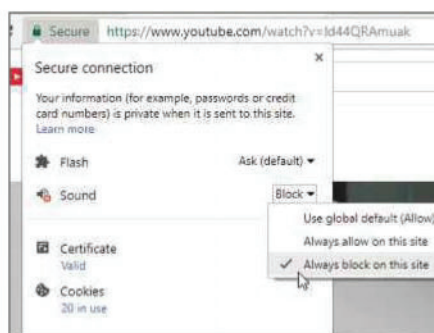 Secure https://www.youtube.com/watch?v=Id44QRAmuak
Secure connection
Your information (for example, passwords or credit
card numbers) is private when it is sent to this site.
Learn more
Flash Ask (default)
Sound Block
Use global default (Allow)
Always allow on this site
Always block on this site
Certificate
Valid
Cookies
20 in use